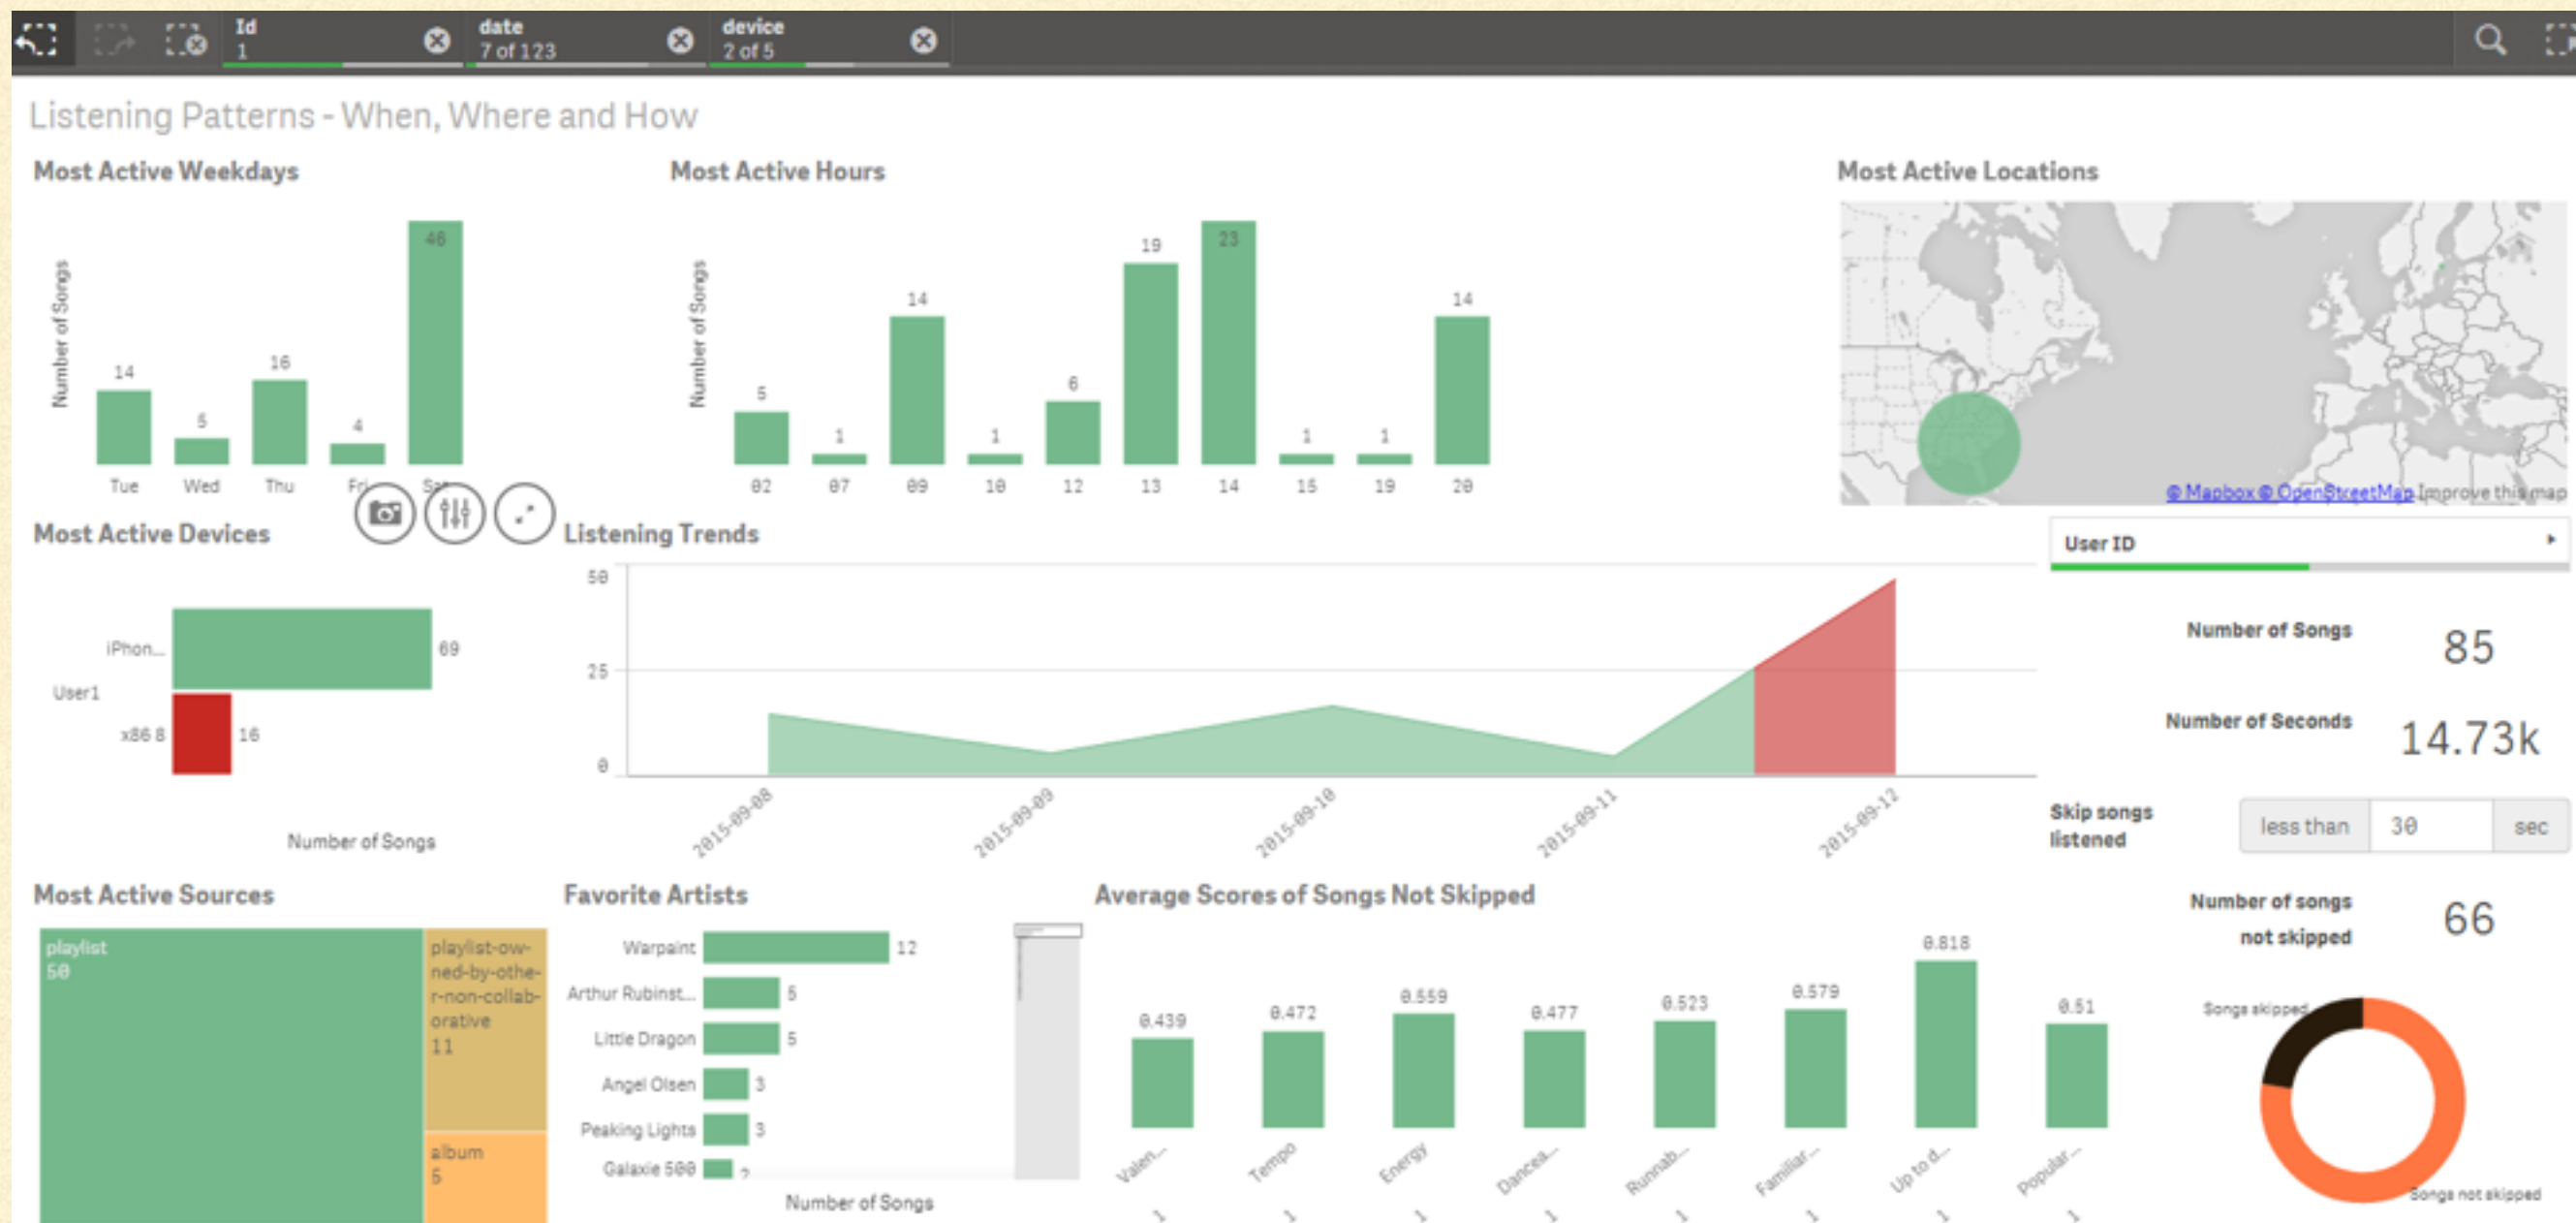 Id
1
date
7 of 123
device
2 of 5
Listening Patterns - When, Where and How
Most Active Weekdays
Number of Songs
14
5
16
4
46
Tue
Wed
Thu
Fri
Sat
Most Active Hours
Number of Songs
5
1
14
1
6
19
23
1
1
14
02
07
09
10
12
13
14
15
19
20
Most Active Locations
© Mapbox © OpenStreetMap Improve this map
Most Active Devices
User1
iPhon...
69
x86 8
16
Number of Songs
Listening Trends
50
25
0
2015-09-08
2015-09-09
2015-09-10
2015-09-11
2015-09-12
User ID
Number of Songs
85
Number of Seconds
14.73k
Skip songs
listened
less than
30
sec
Number of songs
not skipped
66
Songs skipped
Songs not skipped
Most Active Sources
playlist
50
playlist-ow-
ned-by-othe-
r-non-collab-
orative
11
album
5
Favorite Artists
Warpaint
12
Arthur Rubinst...
5
Little Dragon
5
Angel Olsen
3
Peaking Lights
3
Galaxie 500
Number of Songs
Average Scores of Songs Not Skipped
0.439
0.472
0.559
0.477
0.523
0.579
0.818
0.51
Valen...
Tempo
Energy
Dancea...
Runnab...
Familiar...
Up to d...
Popular...
1
1
1
1
1
1
1
1